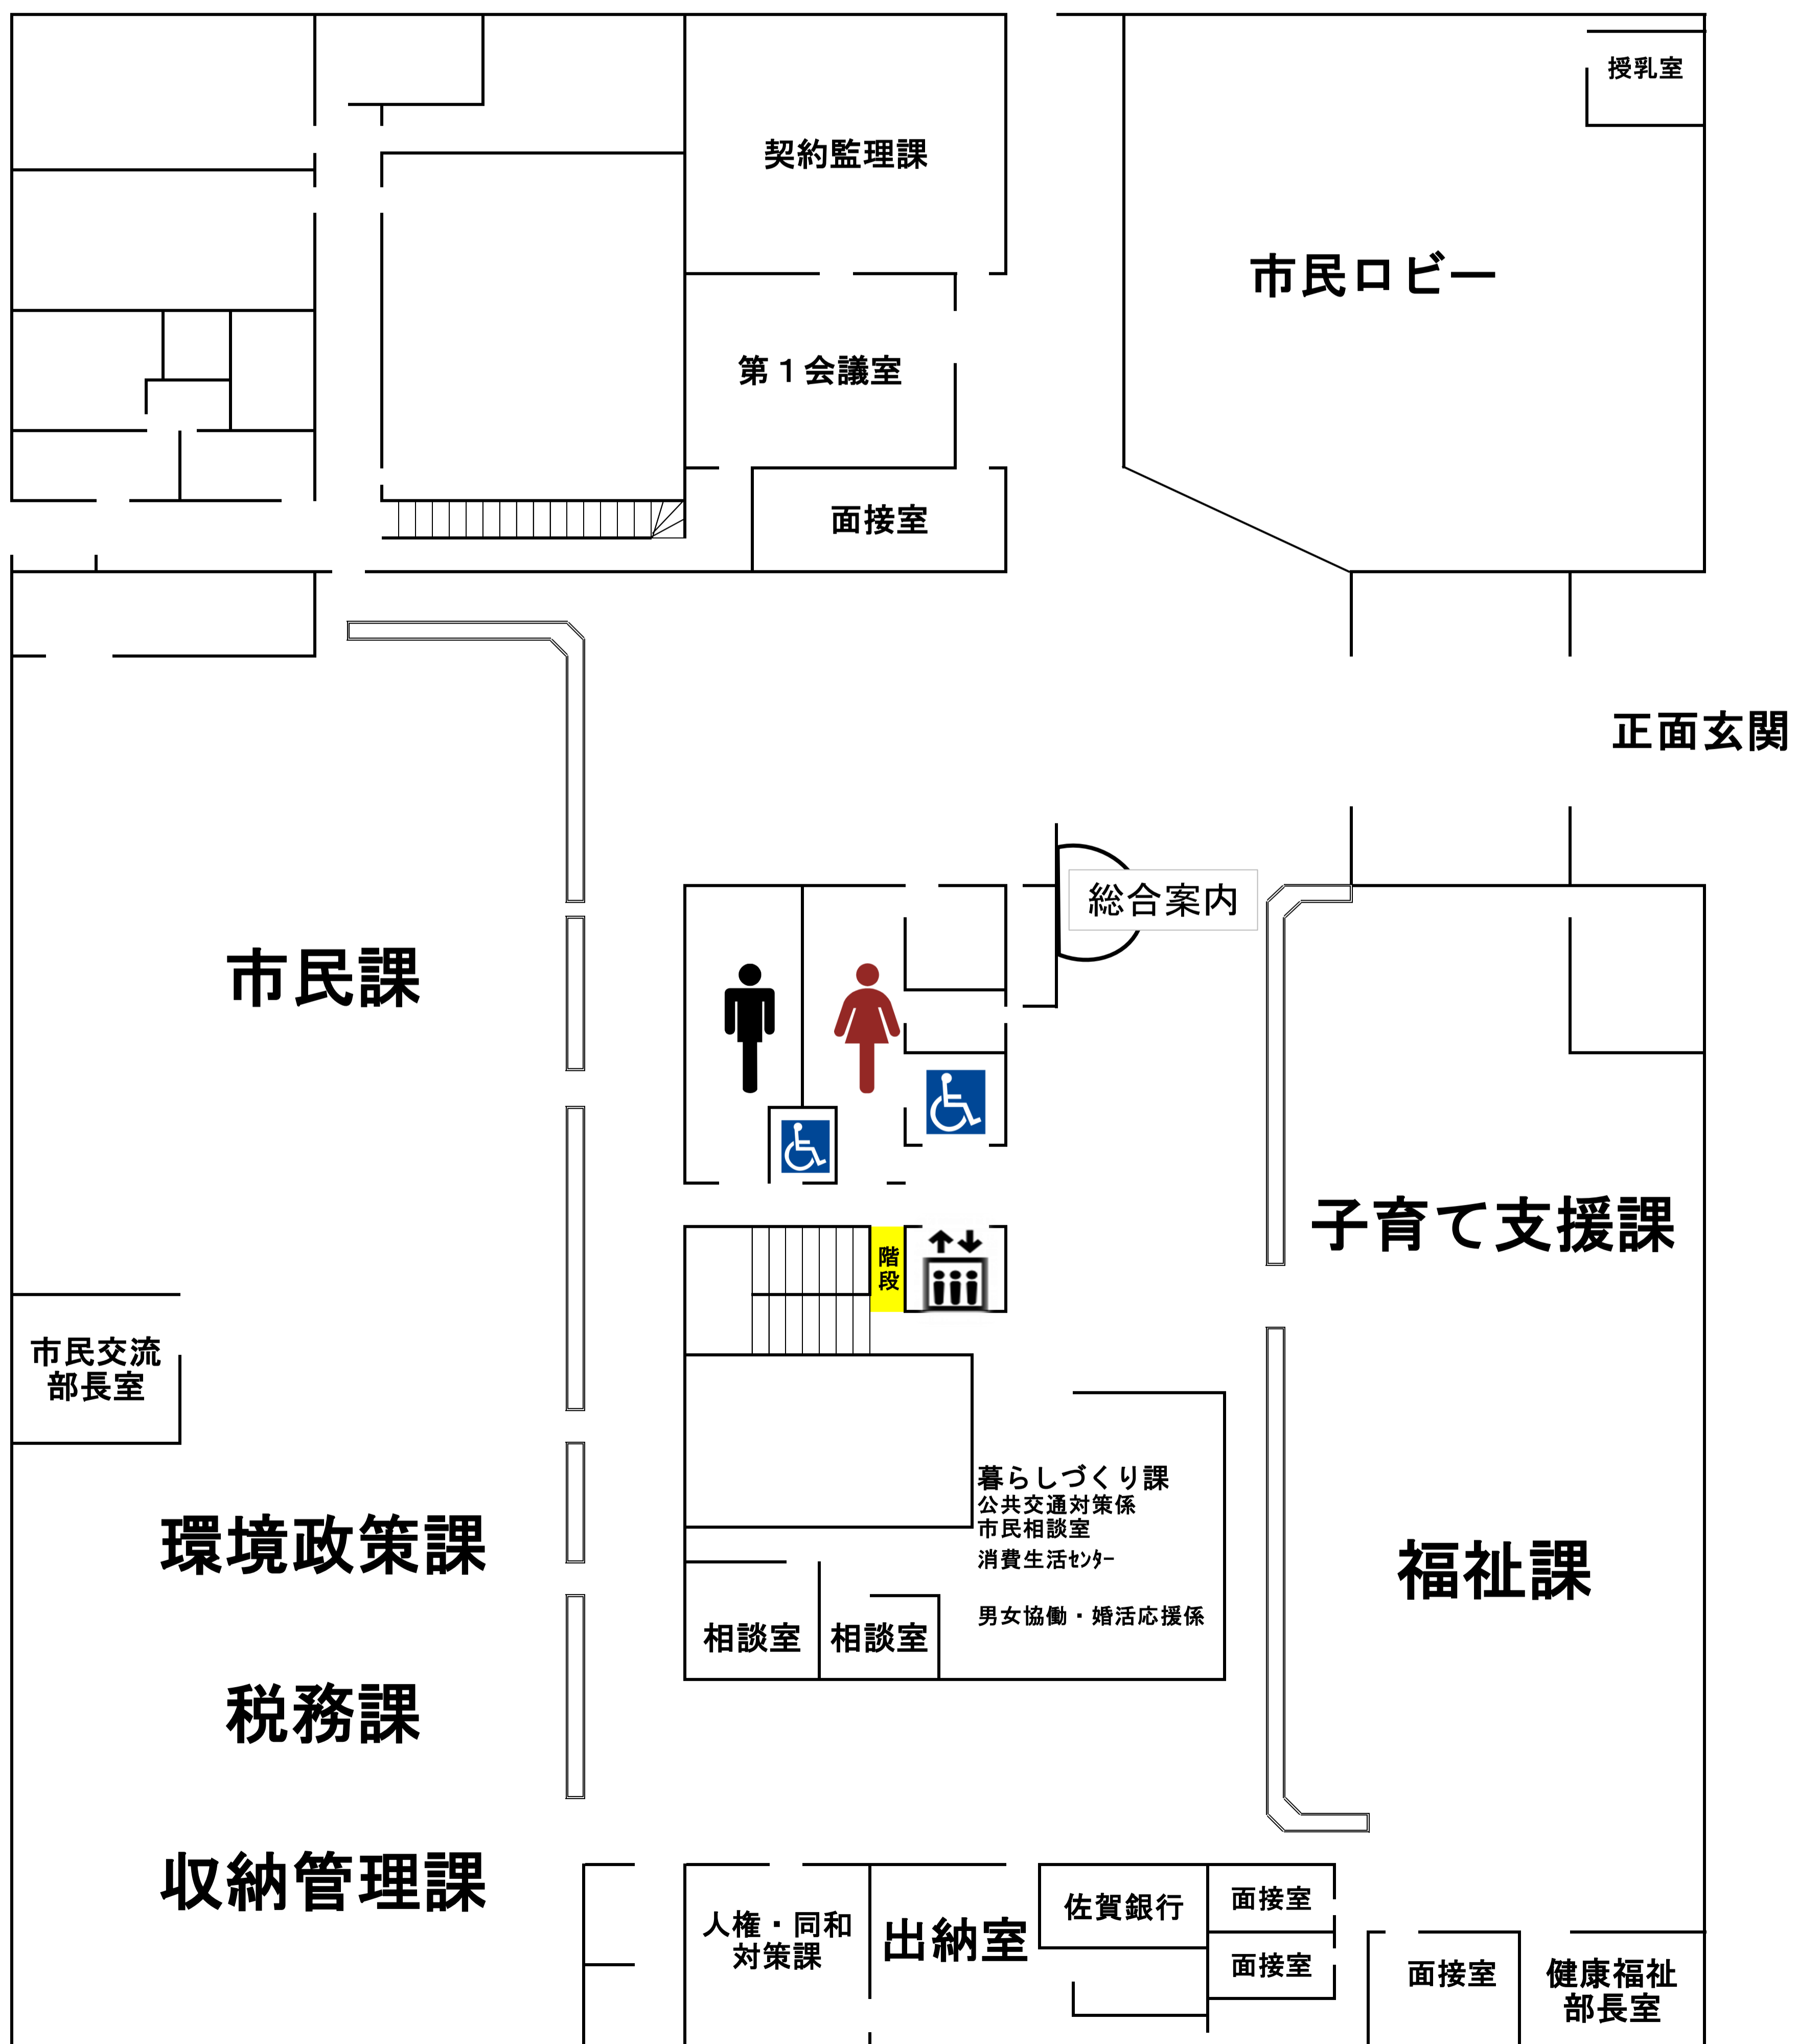 授乳室
契約監理課
市民ロビー
第１会議室
面接室
正面玄関
総合案内
市民課
子育て支援課
階
段
市民交流
部長室
暮らしづくり課
公共交通対策係
市民相談室
消費生活ｾﾝﾀｰ
男女協働・婚活応援係
環境政策課
福祉課
相談室
相談室
税務課
収納管理課
人権・同和
対策課
出納室
佐賀銀行
面接室
面接室
面接室
健康福祉
部長室